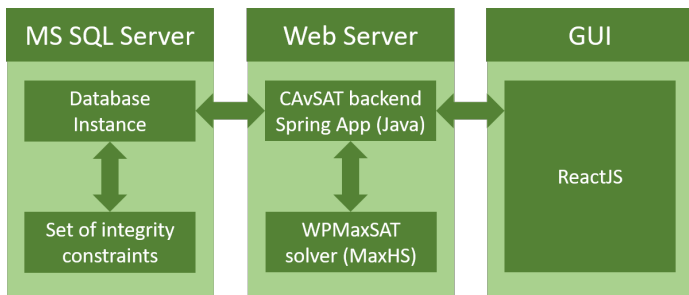 MS SQL Server
Database
Instance
Set of integrity
constraints
Web Server
CAvSAT backend
Spring App (Java)
WPMaxSAT
solver (MaxHS)
GUI
ReactJS